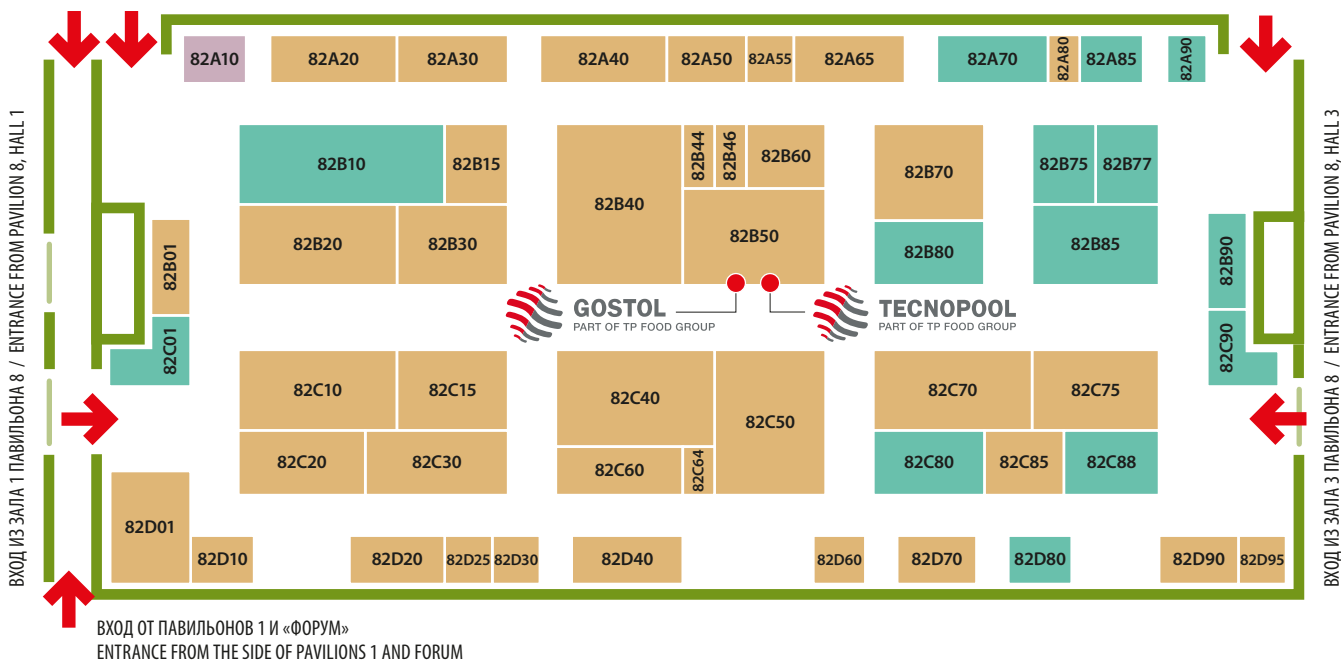 82A10
82A20
82A30
82A40
82A50
82A55
82A65
82A70
82A80
82A85
82A90
82B10
82B15
82B44
82B46
82B60
82B40
82B70
82B75
82B77
82B20
82B30
82B50
82B80
82B85
82B01
82B90
82C01
82C90
GOSTOL
PART OF TP FOOD GROUP
TECNOPOOL
PART OF TP FOOD GROUP
82C10
82C15
82C40
82C50
82C70
82C75
82C20
82C30
82C60
82C64
82C80
82C85
82C88
82D01
82D10
82D20
82D25
82D30
82D40
82D60
82D70
82D80
82D90
82D95
ВХОД ИЗ ЗАЛА 1 ПАВИЛЬОНА 8 / ENTRANCE FROM PAVILION 8, HALL 1
ВХОД ИЗ ЗАЛА 3 ПАВИЛЬОНА 8 / ENTRANCE FROM PAVILION 8, HALL 3
ВХОД ОТ ПАВИЛЬОНОВ 1 И «ФОРУМ»
ENTRANCE FROM THE SIDE OF PAVILIONS 1 AND FORUM